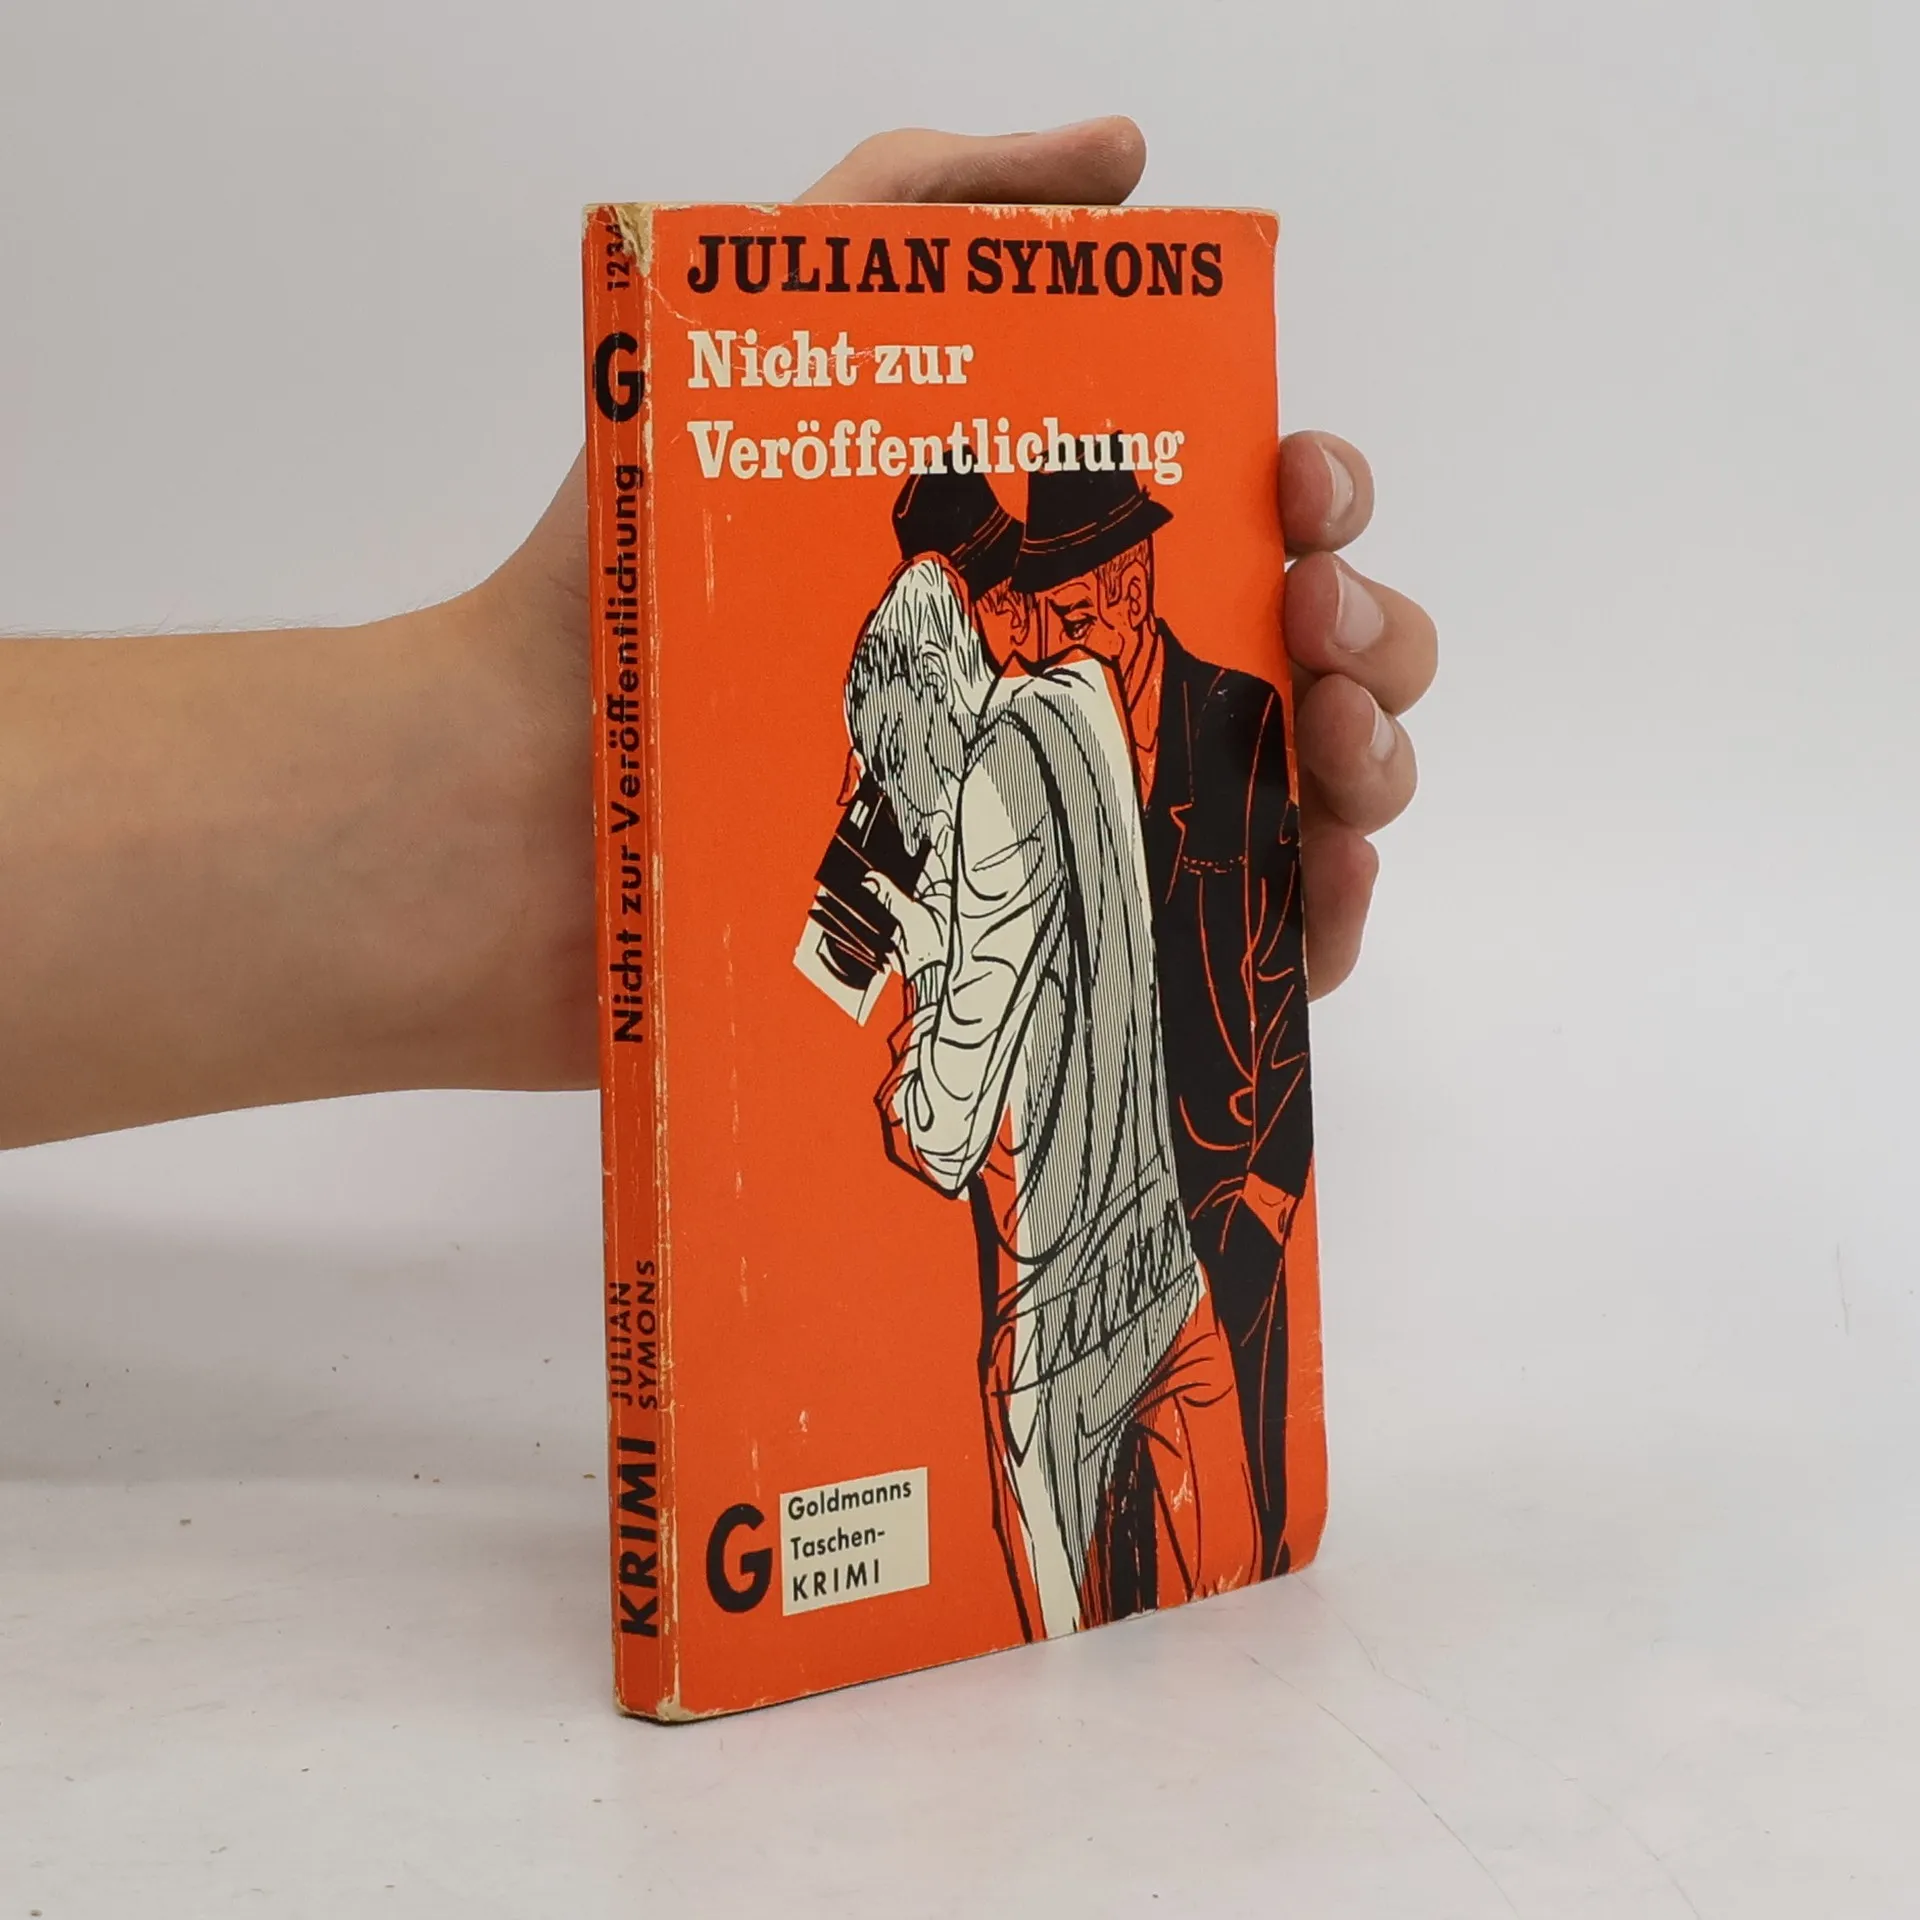 JULIAN SYMONS
Nicht zur
Veröffentlichung
G
Goldmanns
Taschen-
KRIMI
G
Nicht zur Veröffentlichung
JULIAN
SYMONS
KRIMI